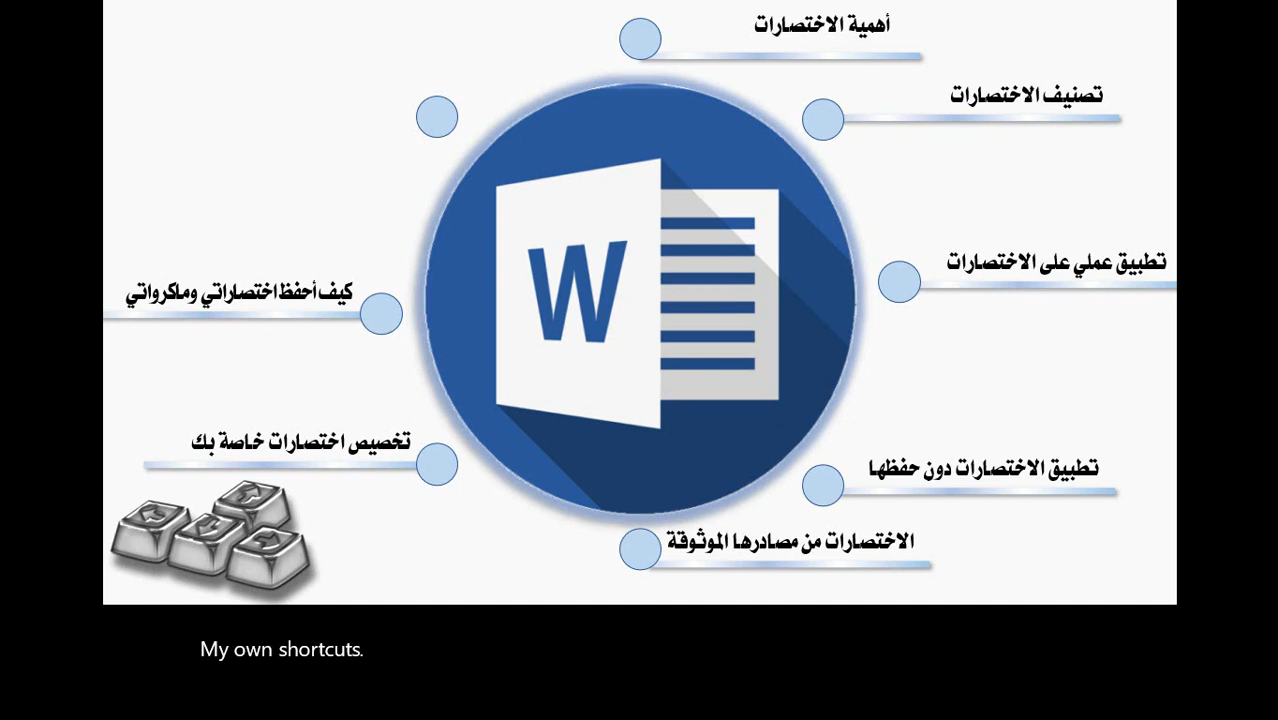 أهمية الاختصارات
تصنيف الاختصارات
تطبيق عملي على الاختصارات
تطبيق الاختصارات دون حفظها
الاختصارات من مصادرها الموثوقة
تخصيص اختصارات خاصة بك
كيف أحفظ اختصاراتي وماكرواتي
W
My own shortcuts.